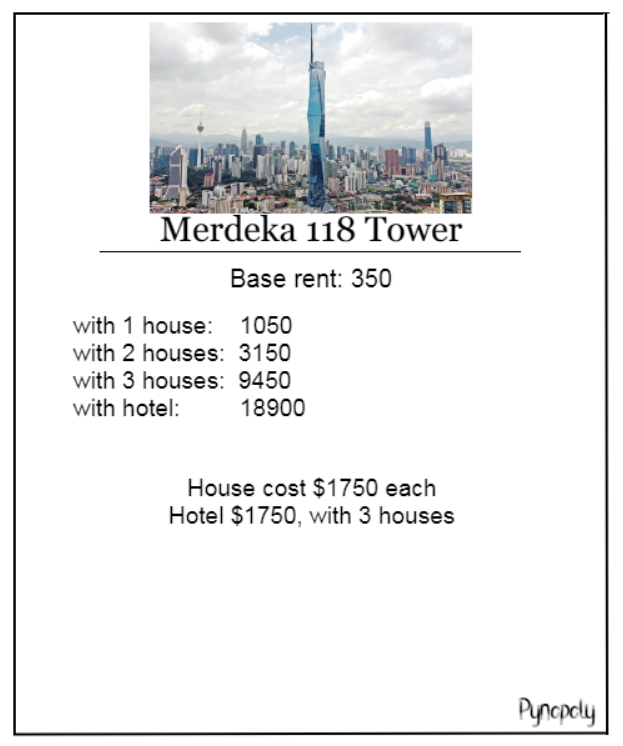 Merdeka 118 Tower
Base rent: 350
with 1 house: 1050
with 2 houses: 3150
with 3 houses: 9450
with hotel: 18900
House cost $1750 each
Hotel $1750, with 3 houses
Pynopoly